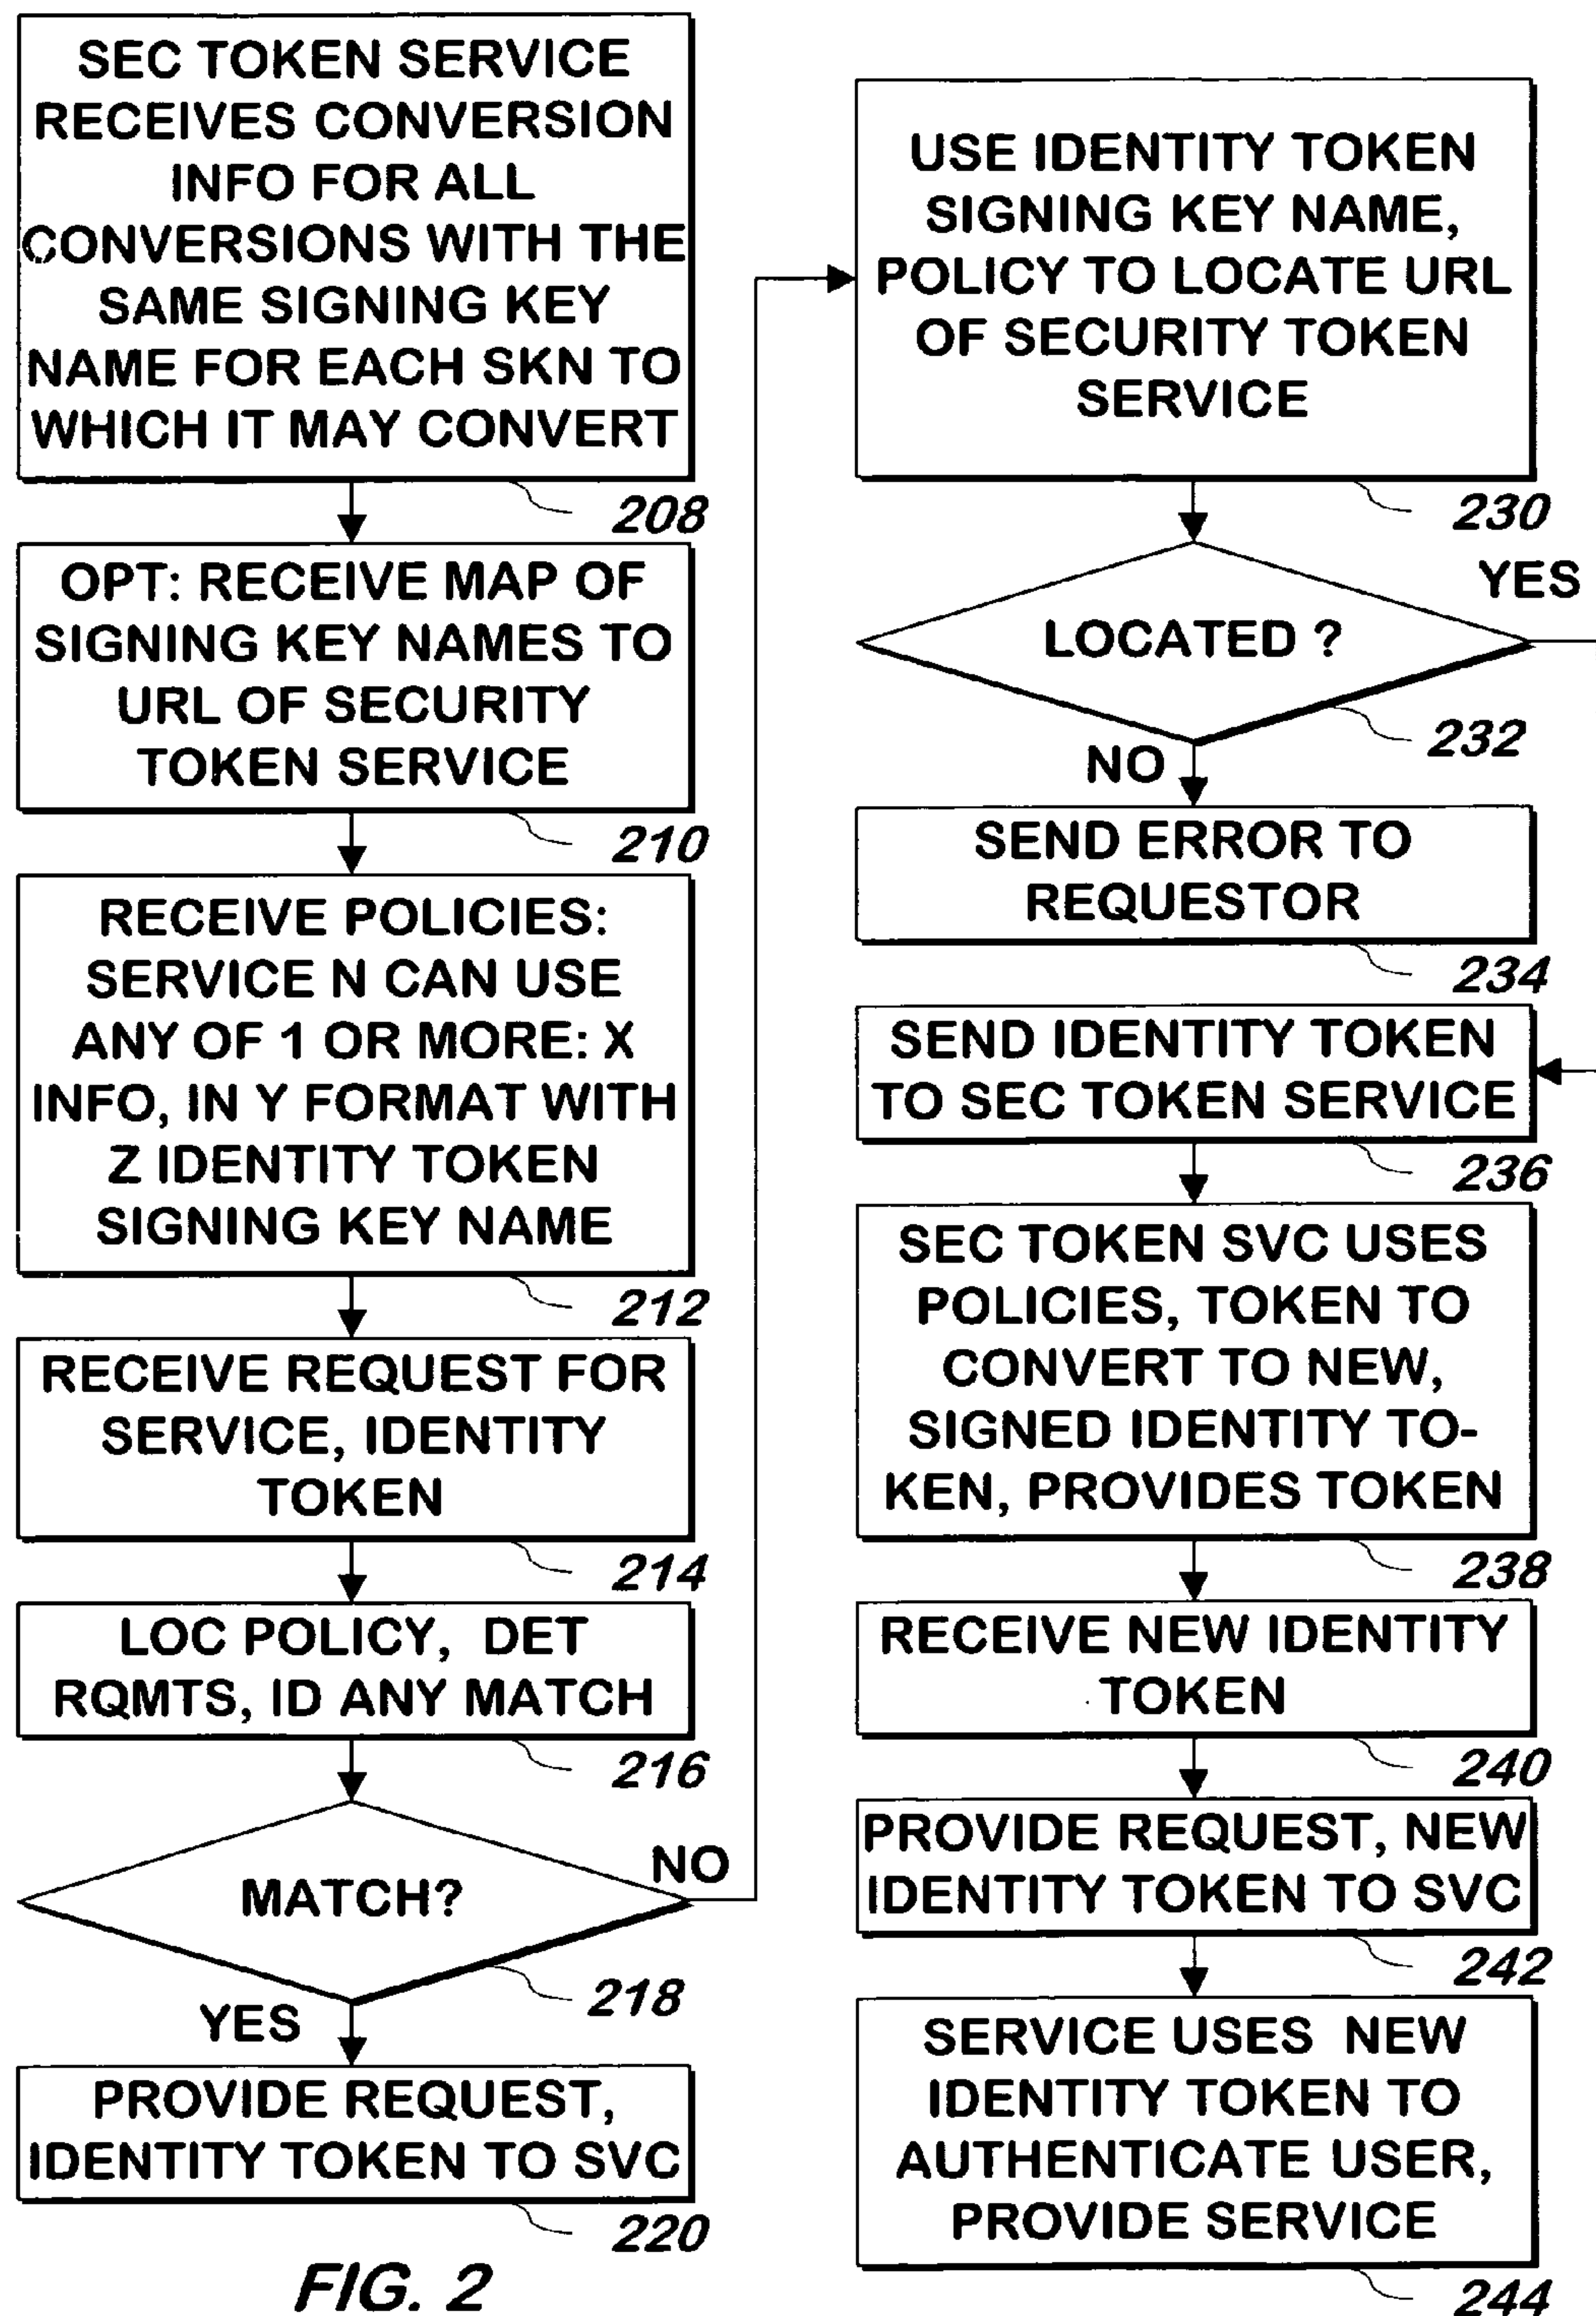 SEC TOKEN SERVICE
RECEIVES CONVERSION
INFO FOR ALL
CONVERSIONS WITH THE
SAME SIGNING KEY
NAME FOR EACH SKN TO
WHICH IT MAY CONVERT
208
OPT: RECEIVE MAP OF
SIGNING KEY NAMES TO
URL OF SECURITY
TOKEN SERVICE
210
RECEIVE POLICIES:
SERVICE N CAN USE
ANY OF 1 OR MORE: X
INFO, IN Y FORMAT WITH
Z IDENTITY TOKEN
SIGNING KEY NAME
212
RECEIVE REQUEST FOR
SERVICE, IDENTITY
TOKEN
214
LOC POLICY, DET
RQMTS, ID ANY MATCH
216
MATCH?
NO
218
YES
PROVIDE REQUEST,
IDENTITY TOKEN TO SVC
220
FIG. 2
USE IDENTITY TOKEN
SIGNING KEY NAME,
POLICY TO LOCATE URL
OF SECURITY TOKEN
SERVICE
230
YES
LOCATED ?
232
NO
SEND ERROR TO
REQUESTOR
234
SEND IDENTITY TOKEN
TO SEC TOKEN SERVICE
236
SEC TOKEN SVC USES
POLICIES, TOKEN TO
CONVERT TO NEW,
SIGNED IDENTITY TO-
KEN, PROVIDES TOKEN
238
RECEIVE NEW IDENTITY
TOKEN
240
PROVIDE REQUEST, NEW
IDENTITY TOKEN TO SVC
242
SERVICE USES NEW
IDENTITY TOKEN TO
AUTHENTICATE USER,
PROVIDE SERVICE
244